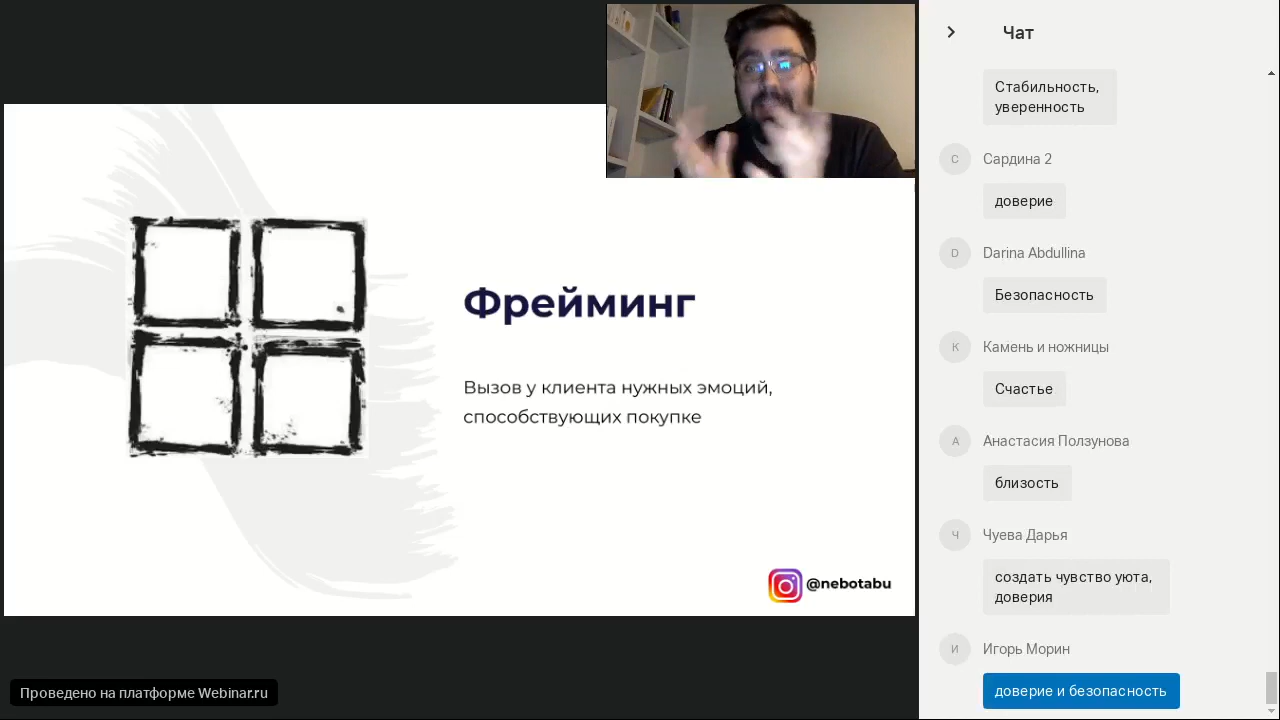 Фрейминг
Вызов у клиента нужных эмоций,
способствующих покупке
@nebotabu
Проведено на платформе Webinar.ru
Чат
Стабильность,
уверенность
С
Сардина 2
доверие
D
Darina Abdullina
Безопасность
К
Камень и ножницы
Счастье
А
Анастасия Ползунова
близость
Ч
Чуева Дарья
создать чувство уюта,
доверия
И
Игорь Морин
доверие и безопасность